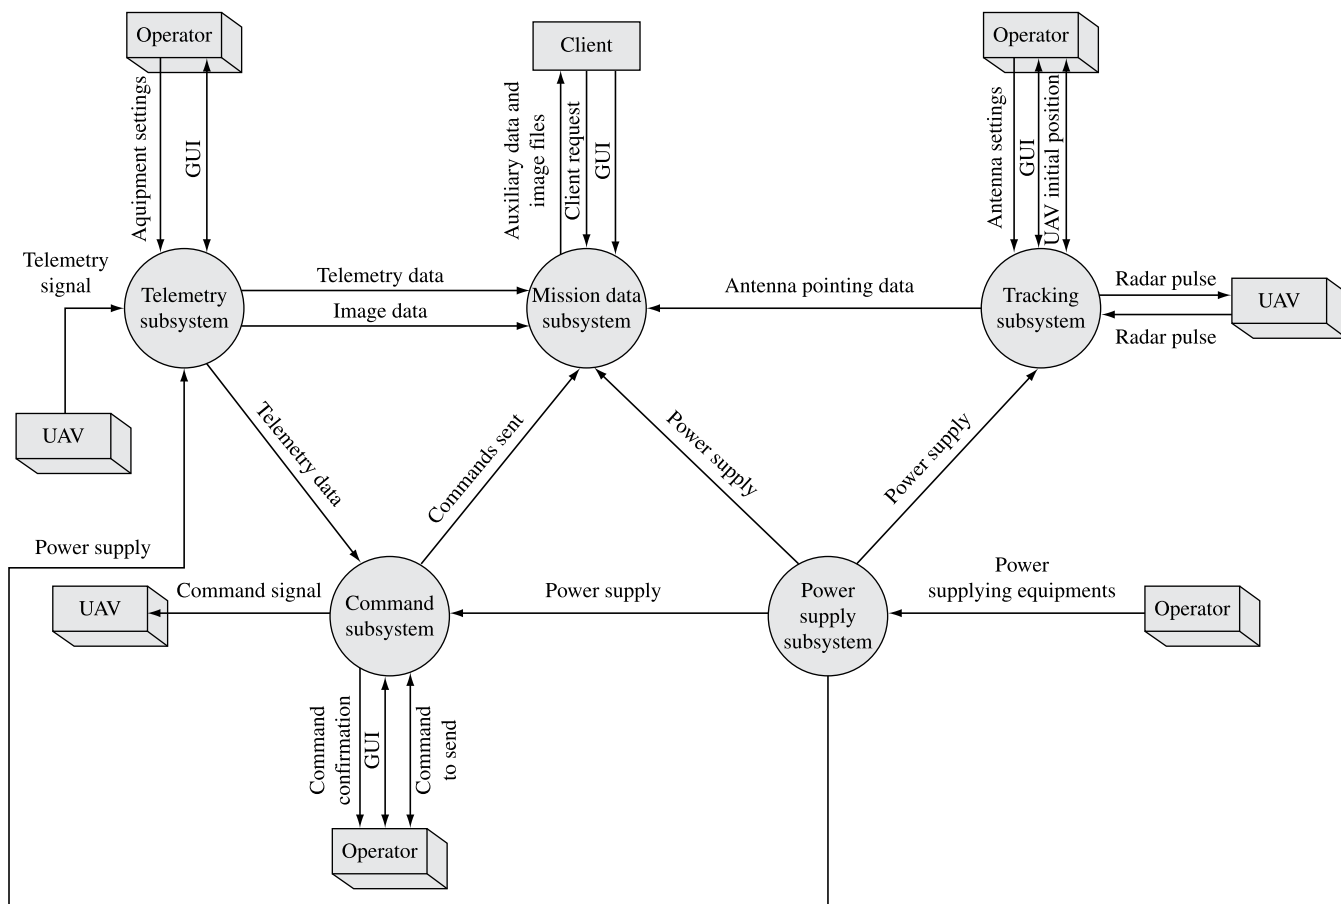 Operator
Client
Operator
Aquipment settings
GUI
Auxiliary data and
image files
Client request
GUI
Antenna settings
GUI
UAV initial position
Telemetry
signal
Telemetry
subsystem
Telemetry data
Image data
Mission data
subsystem
Antenna pointing data
Tracking
subsystem
Radar pulse
Radar pulse
UAV
UAV
Telemetry data
Commands sent
Power supply
Power supply
Power supply
UAV
Command signal
Command
subsystem
Power supply
Power
supply
subsystem
Power
supplying equipments
Operator
Command
confirmation
GUI
Command
to send
Operator